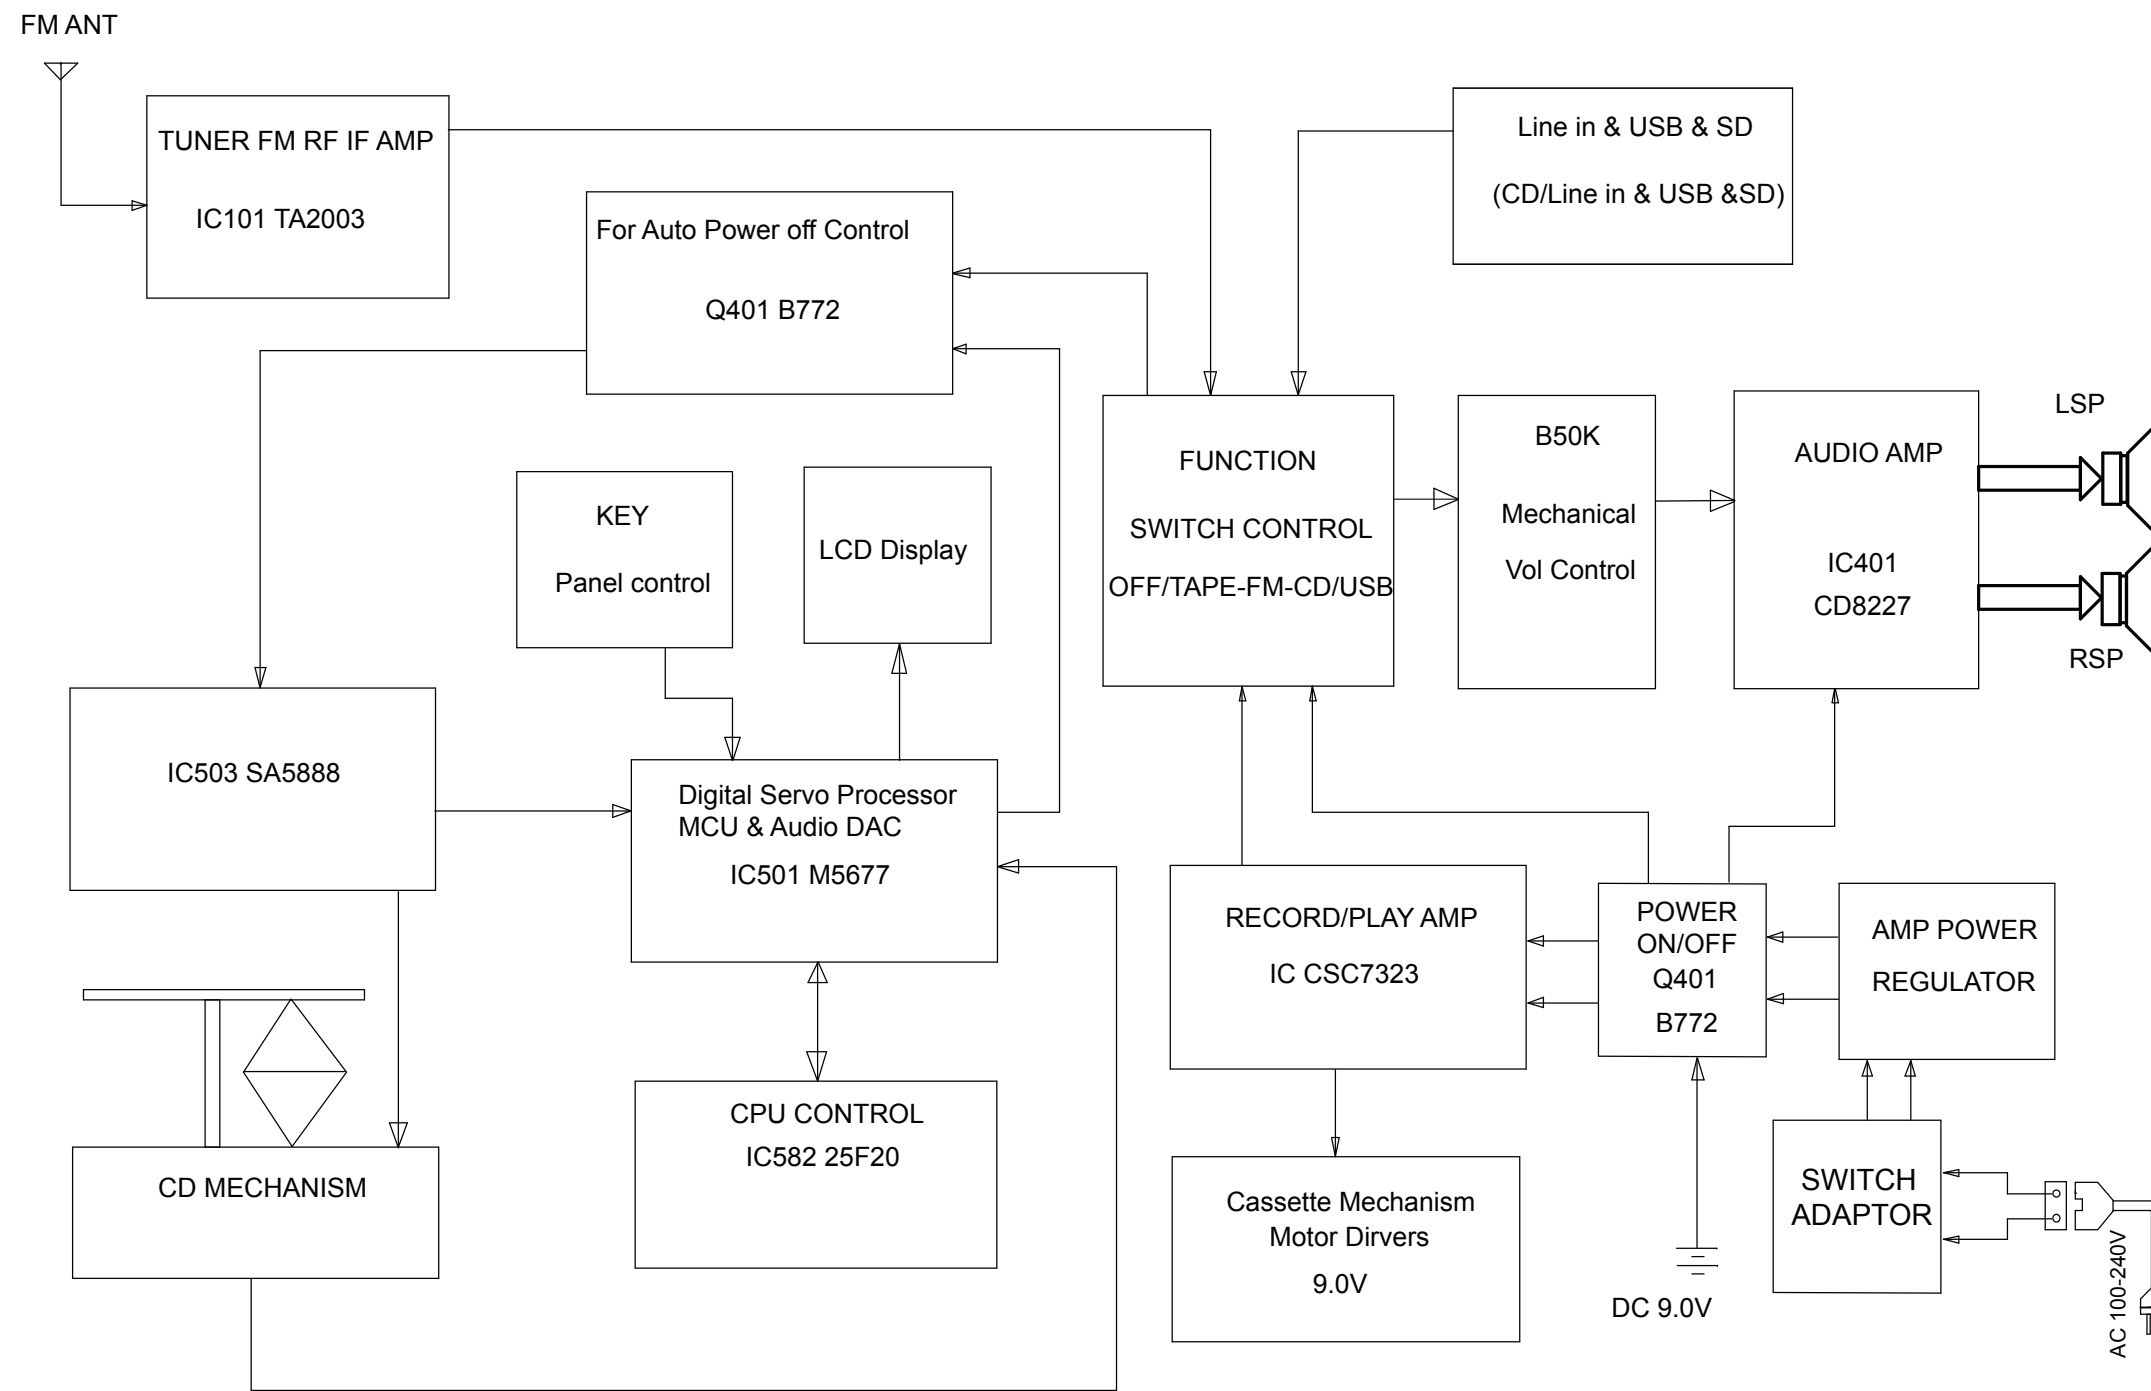 FM ANT
TUNER FM RF IF AMP
IC101 TA2003
For Auto Power off Control
Q401 B772
Line in & USB & SD
(CD/Line in & USB &SD)
KEY
Panel control
LCD Display
FUNCTION
SWITCH CONTROL
OFF/TAPE-FM-CD/USB
B50K
Mechanical
Vol Control
AUDIO AMP
IC401
CD8227
LSP
RSP
IC503 SA5888
Digital Servo Processor
MCU & Audio DAC
IC501 M5677
RECORD/PLAY AMP
IC CSC7323
POWER
ON/OFF
Q401
B772
AMP POWER
REGULATOR
CD MECHANISM
CPU CONTROL
IC582 25F20
Cassette Mechanism
Motor Dirvers
9.0V
DC 9.0V
SWITCH
ADAPTOR
AC 100-240V